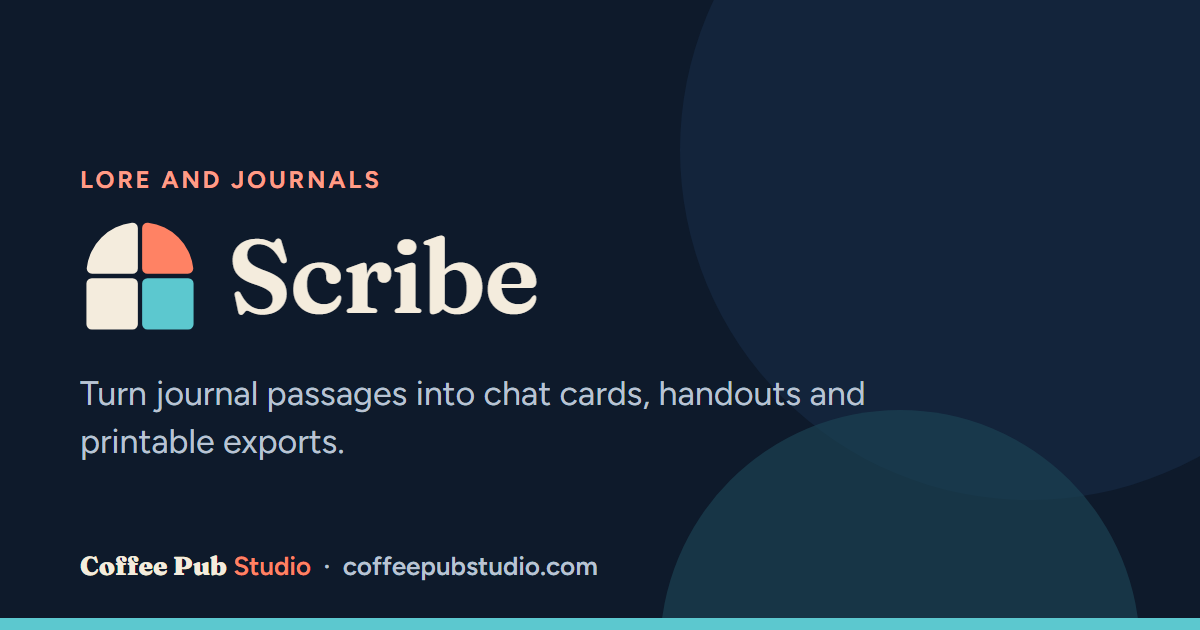 LORE AND JOURNALS
Scribe
Turn journal passages into chat cards, handouts and
printable exports.
Coffee Pub Studio · coffeepubstudio.com